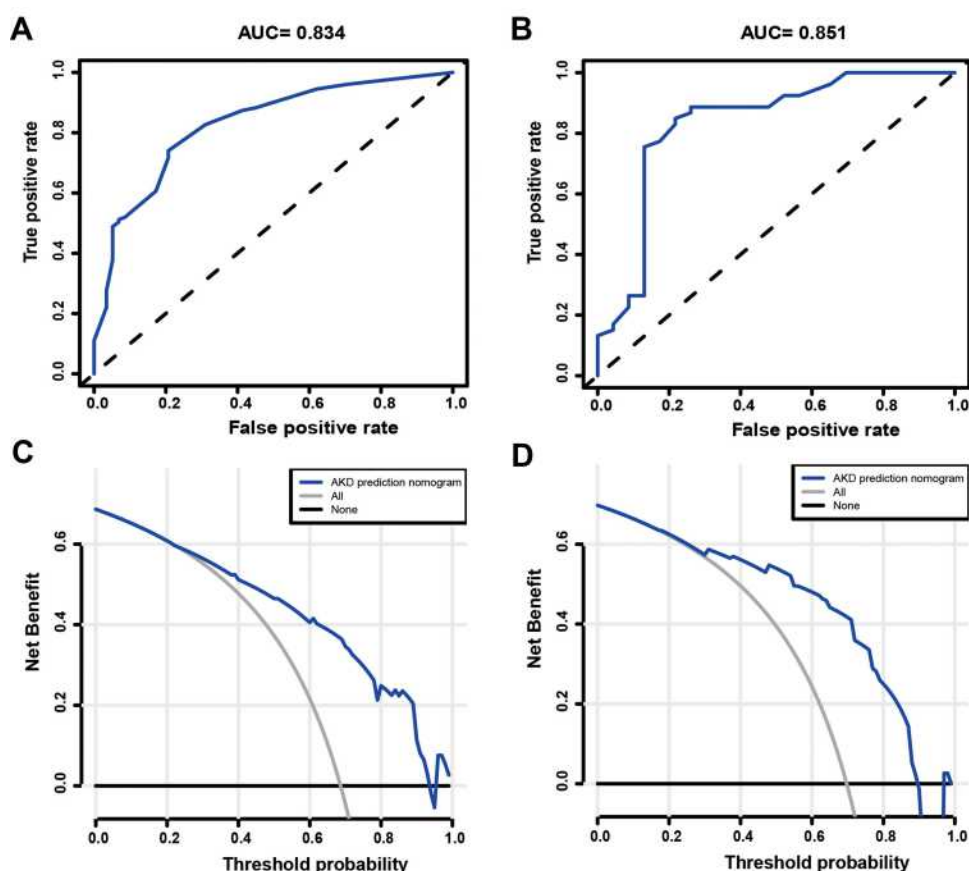 A
AUC= 0.834
True positive rate
0.0 0.2 0.4 0.6 0.8 1.0
0.0 0.2 0.4 0.6 0.8 1.0
False positive rate
B
AUC= 0.851
True positive rate
0.0 0.2 0.4 0.6 0.8 1.0
0.0 0.2 0.4 0.6 0.8 1.0
False positive rate
C
AKD prediction nomogram
All
None
Net Benefit
0.0 0.2 0.4 0.6
0.0 0.2 0.4 0.6 0.8 1.0
Threshold probability
D
AKD prediction nomogram
All
None
Net Benefit
0.0 0.2 0.4 0.6
0.0 0.2 0.4 0.6 0.8 1.0
Threshold probability